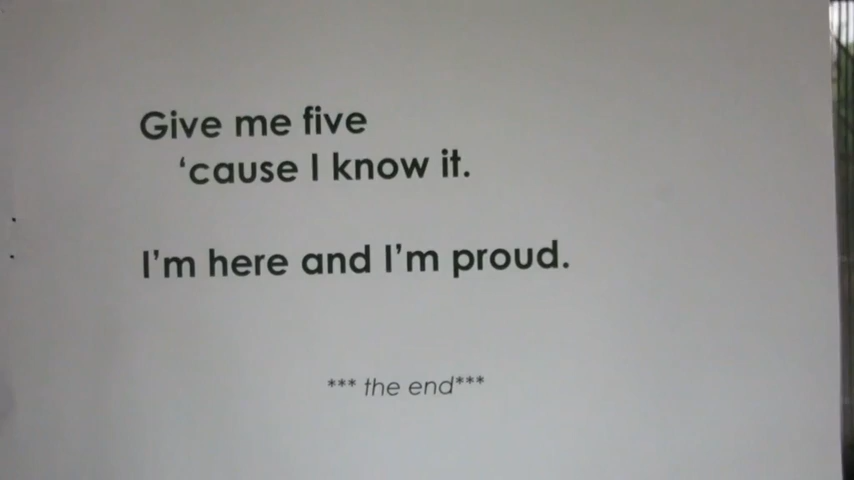 Give me five
‘cause I know it.
I’m here and I’m proud.
*** the end***